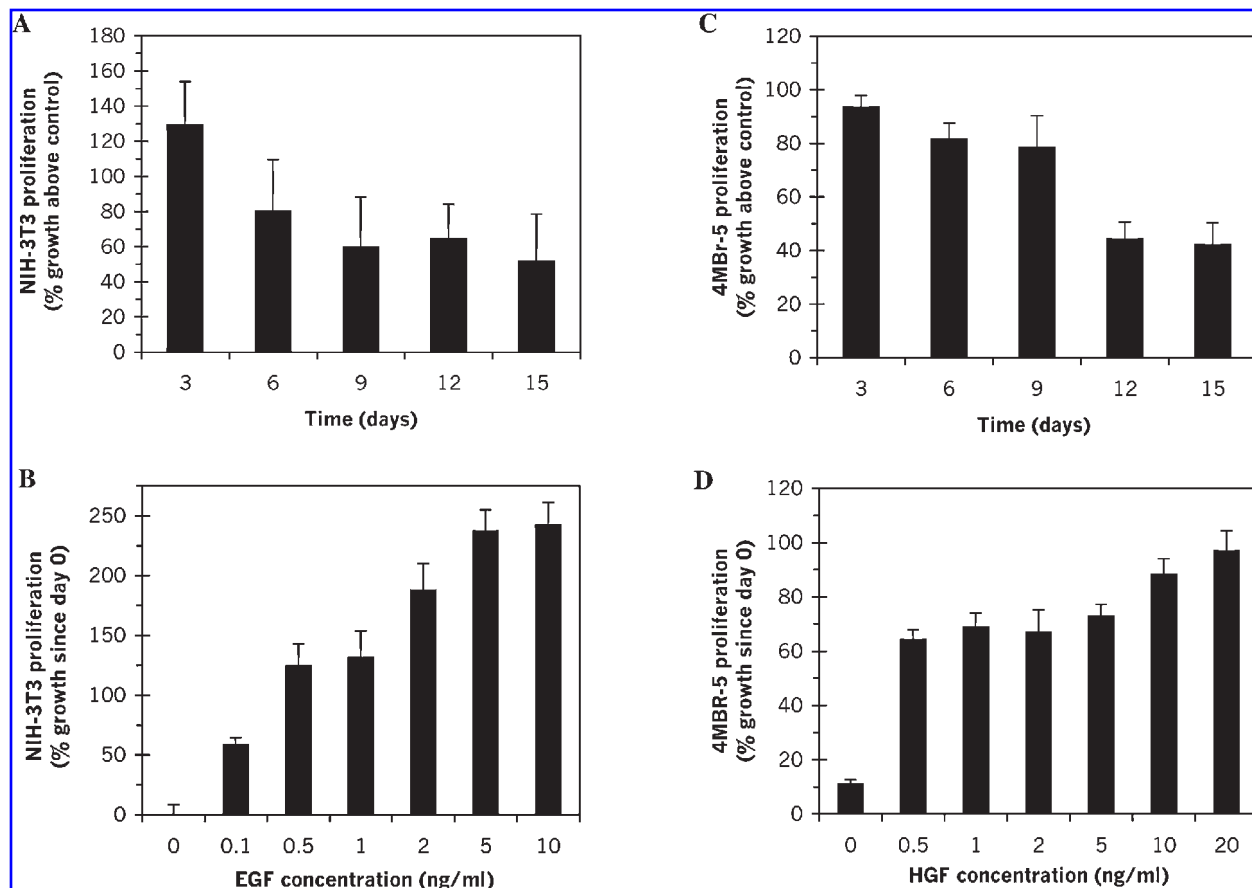 A
NIH-3T3 proliferation
(% growth above control)
180
160
140
120
100
80
60
40
20
0
3 6 9 12 15
Time (days)
C
4MBr-5 proliferation
(% growth above control)
120
100
80
60
40
20
0
3 6 9 12 15
Time (days)
B
NIH-3T3 proliferation
(% growth since day 0)
250
200
150
100
50
0
0 0.1 0.5 1 2 5 10
EGF concentration (ng/ml)
D
4MBR-5 proliferation
(% growth since day 0)
120
100
80
60
40
20
0
0 0.5 1 2 5 10 20
HGF concentration (ng/ml)